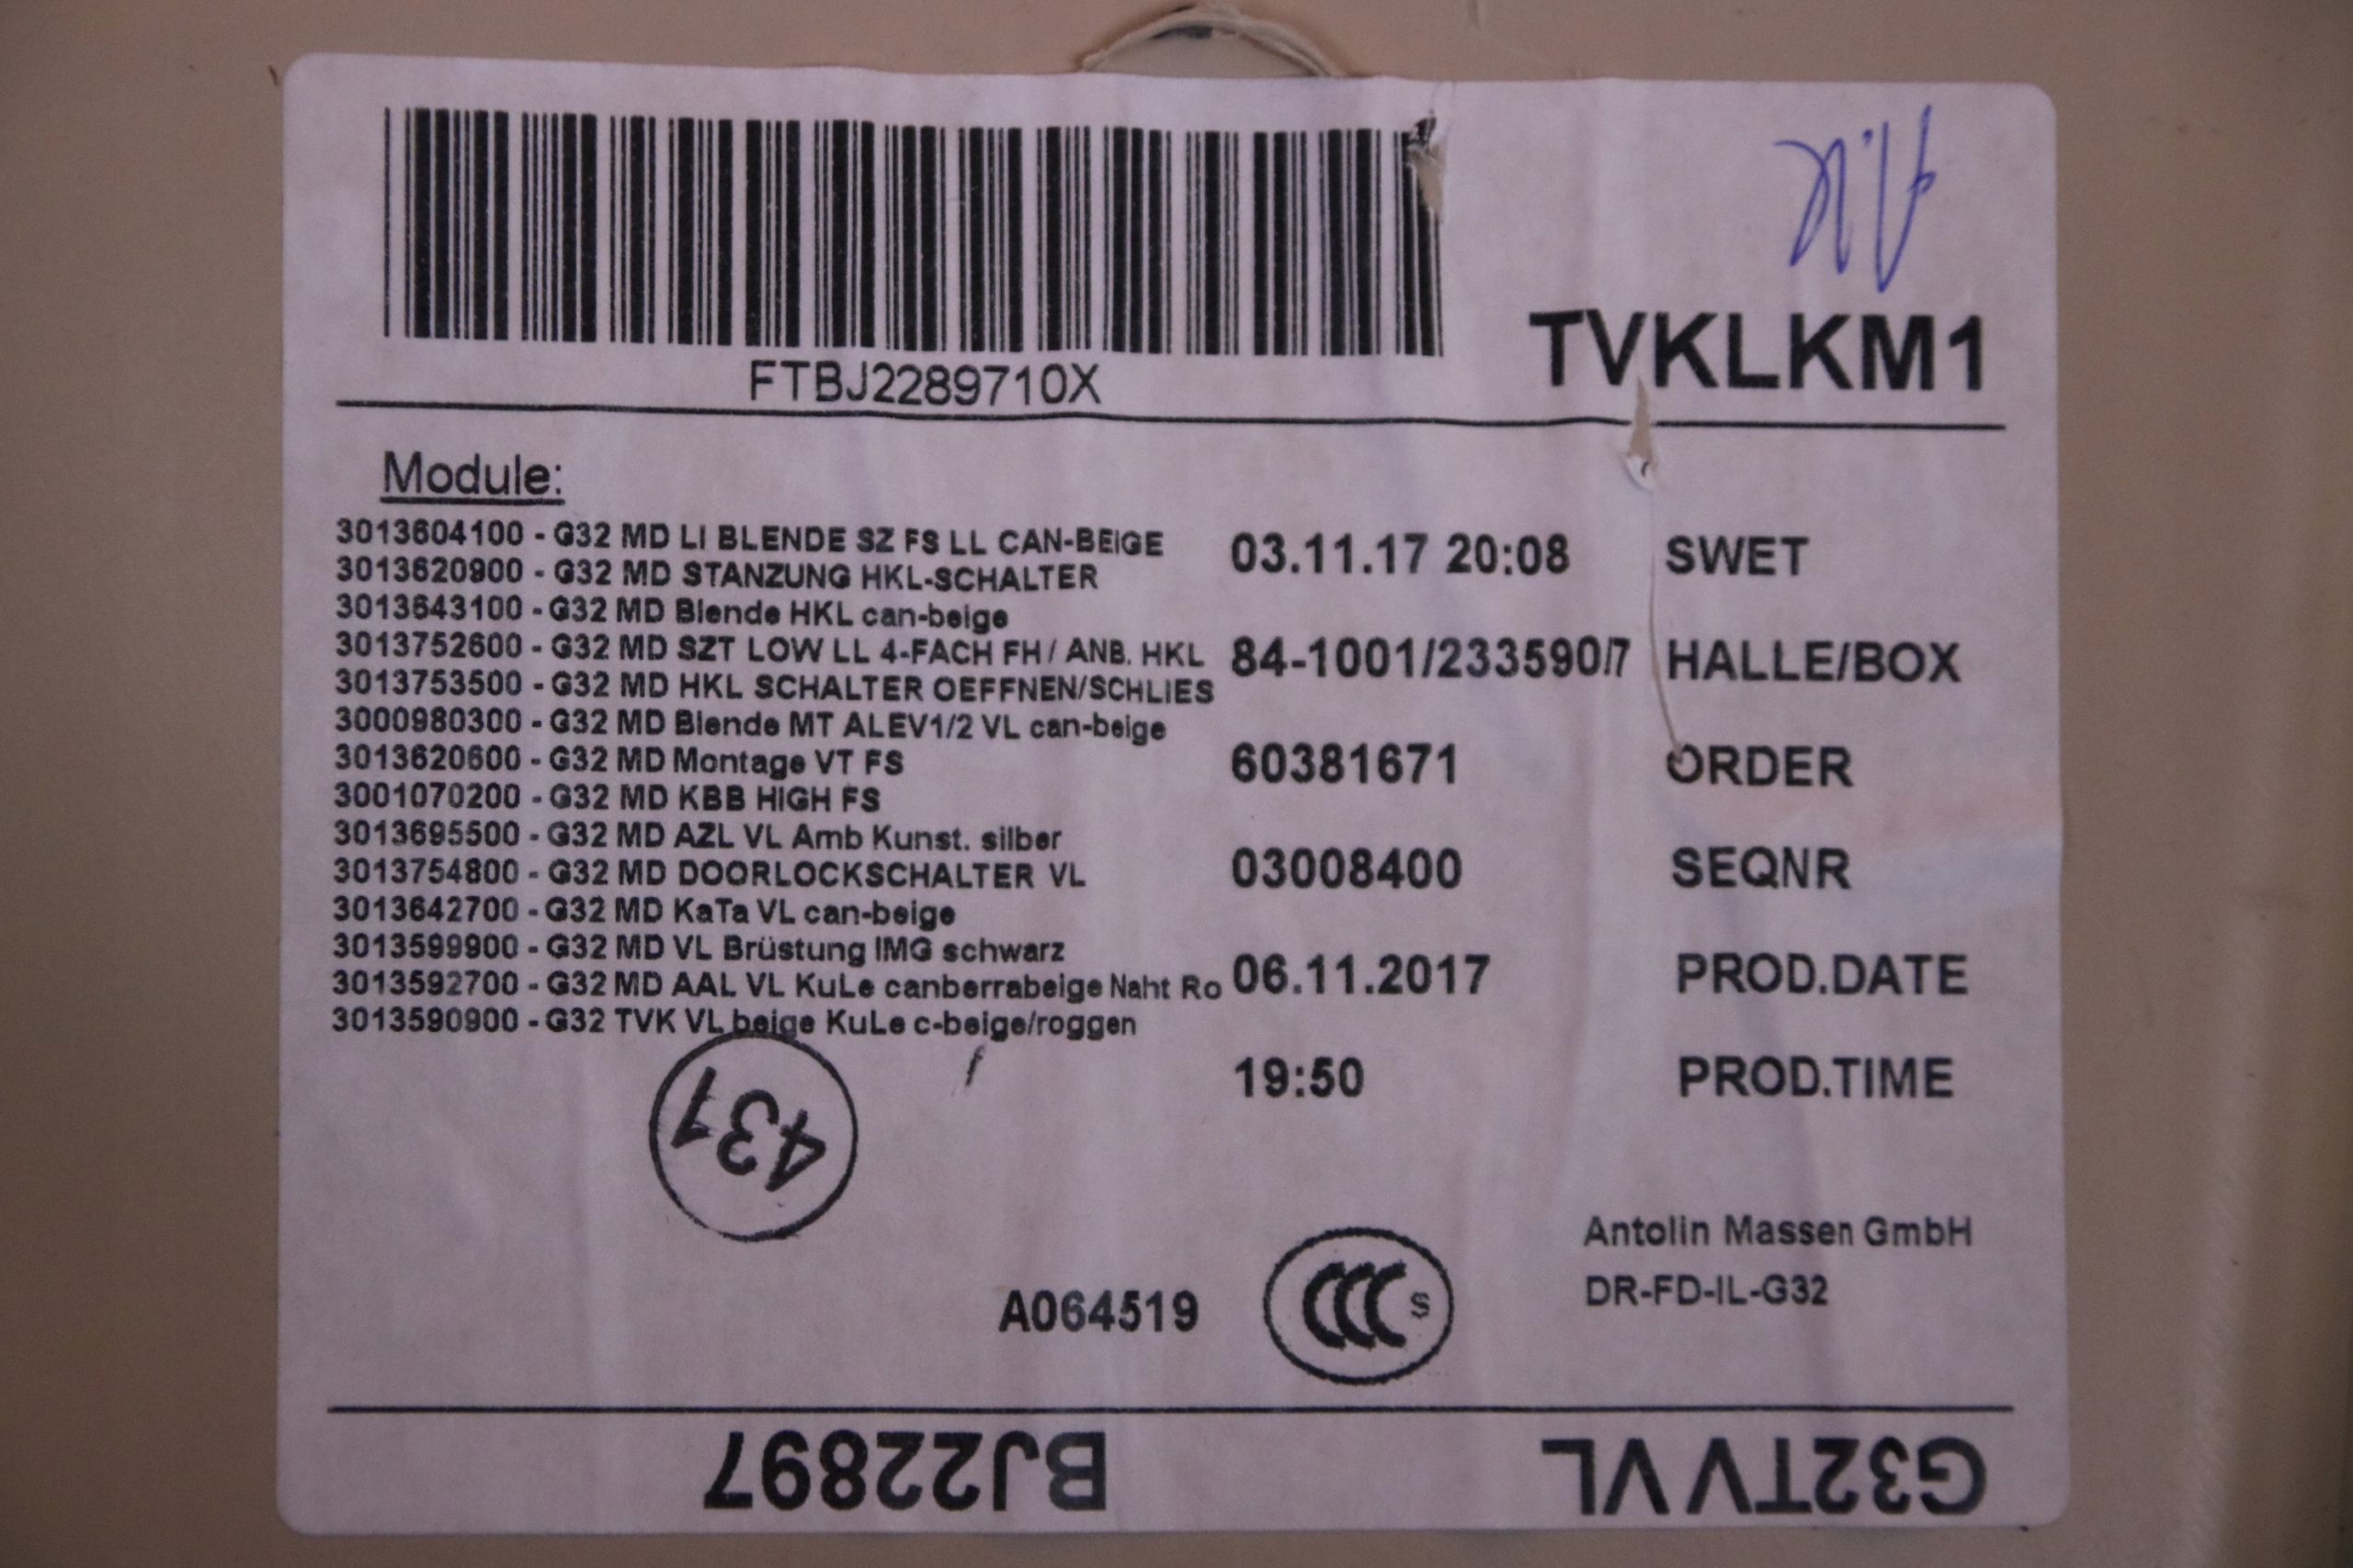 FTBJ2289710X
TVKLKM1
Module:
3013604100 - G32 MD LI BLENDE SZ FS LL CAN-BEIGE
3013620900 - G32 MD STANZUNG HKL-SCHALTER
3013643100 - G32 MD Blende HKL can-beige
3013752600 - G32 MD SZT LOW LL 4-FACH FH / ANB. HKL
3013753500 - G32 MD HKL SCHALTER OEFFNEN/SCHLIES
3000980300 - G32 MD Blende MT ALEV1/2 VL can-beige
3013620600 - G32 MD Montage VT FS
3001070200 - G32 MD KBB HIGH FS
3013695500 - G32 MD AZL VL Amb Kunst. silber
3013754800 - G32 MD DOORLOCKSCHALTER VL
3013642700 - G32 MD KaTa VL can-beige
3013599900 - G32 MD VL Brüstung IMG schwarz
3013592700 - G32 MD AAL VL KuLe canberrabeige Naht Ro
3013590900 - G32 TVK VL beige KuLe c-beige/roggen
03.11.17 20:08 SWET
84-1001/233590/7 HALLE/BOX
60381671 ORDER
03008400 SEQNR
06.11.2017 PROD.DATE
19:50 PROD.TIME
431
Antolin Massen GmbH
DR-FD-IL-G32
A064519
CCC S
BJ22897
G32TV VL